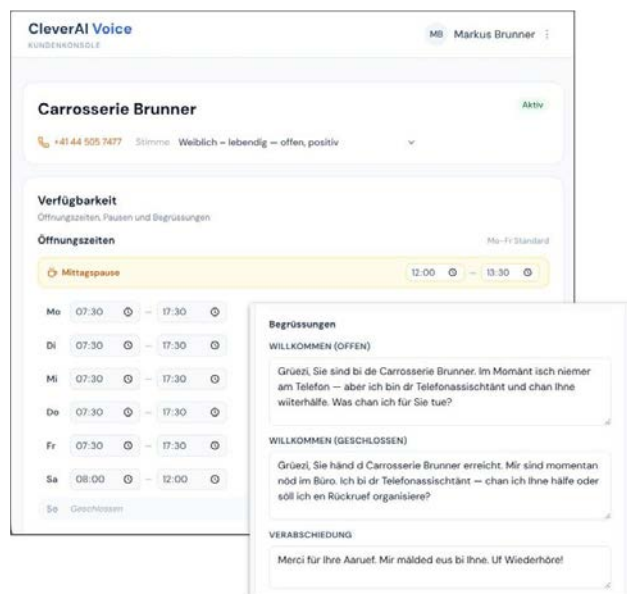 CleverAI Voice
KUNDENKONSOLE
MB Markus Brunner
Carrosserie Brunner
Aktiv
+41 44 505 7477 Stimme Weiblich – lebendig — offen, positiv
Verfügbarkeit
Öffnungszeiten, Pausen und Begrüssungen
Öffnungszeiten
Mo-Fr Standard
Mittagspause 12:00 – 13:30
Mo 07:30 – 17:30
Di 07:30 – 17:30
Mi 07:30 – 17:30
Do 07:30 – 17:30
Fr 07:30 – 17:30
Sa 08:00 – 12:00
So Geschlossen
Begrüssungen
WILLKOMMEN (OFFEN)
Grüezi, Sie sind bi de Carrosserie Brunner. Im Momänt isch niemer
am Telefon — aber ich bin dr Telefonassischtänt und chan Ihne
wiiterhälfe. Was chan ich für Sie tue?
WILLKOMMEN (GESCHLOSSEN)
Grüezi, Sie händ d Carrosserie Brunner erreicht. Mir sind momentan
nöd im Büro. Ich bi dr Telefonassischtänt — chan ich Ihne hälfe oder
söll ich en Rückruef organisiere?
VERABSCHIEDUNG
Merci für Ihre Aaruef. Mir mälded eus bi Ihne. Uf Wiederhöre!